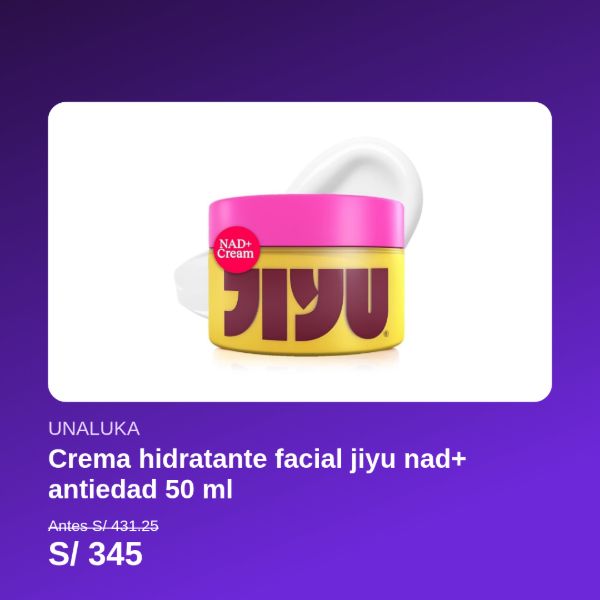 NAD+
Cream
JIYU®
UNALUKA
Crema hidratante facial jiyu nad+
antiedad 50 ml
Antes S/ 431.25
S/ 345